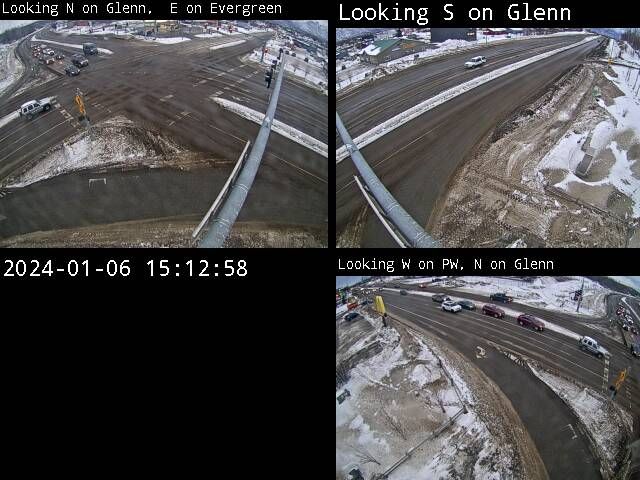 Looking N on Glenn,  E on Evergreen
Looking S on Glenn
2024-01-06 15:12:58
Looking W on PW, N on Glenn